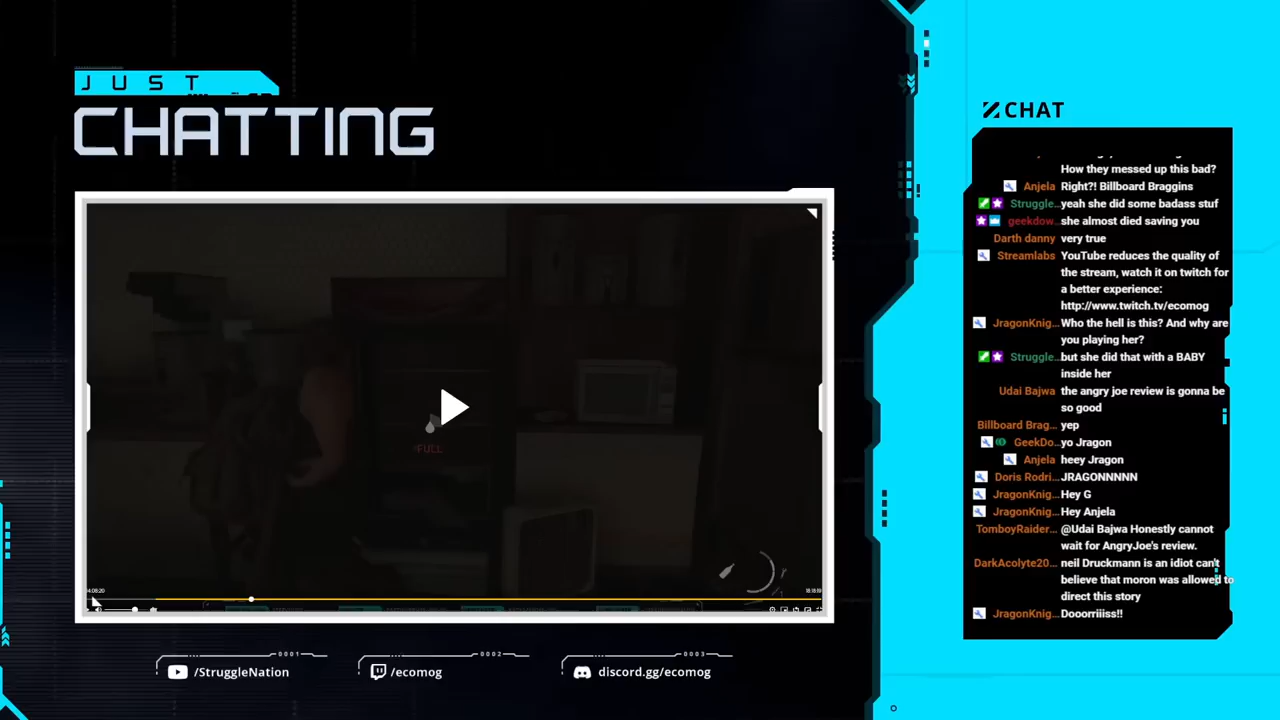 JUST
CHATTING
CHAT
How they messed up this bad?
Anjela Right?! Billboard Braggins
Struggle... yeah she did some badass stuf
geekdow... she almost died saving you
Darth danny very true
Streamlabs YouTube reduces the quality of
the stream, watch it on twitch for
a better experience:
http://www.twitch.tv/ecomog
JragonKnig... Who the hell is this? And why are
you playing her?
Struggle... but she did that with a BABY
inside her
Udai Bajwa the angry joe review is gonna be
so good
Billboard Brag... yep
GeekDo... yo Jragon
Anjela heey Jragon
Doris Rodri... JRAGONNNNN
JragonKnig... Hey G
JragonKnig... Hey Anjela
TomboyRaider... @Udai Bajwa Honestly cannot
wait for AngryJoe's review.
DarkAcolyte20... neil Druckmann is an idiot can't
believe that moron was allowed to
direct this story
JragonKnig... Dooorriiiss!!
FULL
0001
/StruggleNation
0002
/ecomog
0003
discord.gg/ecomog